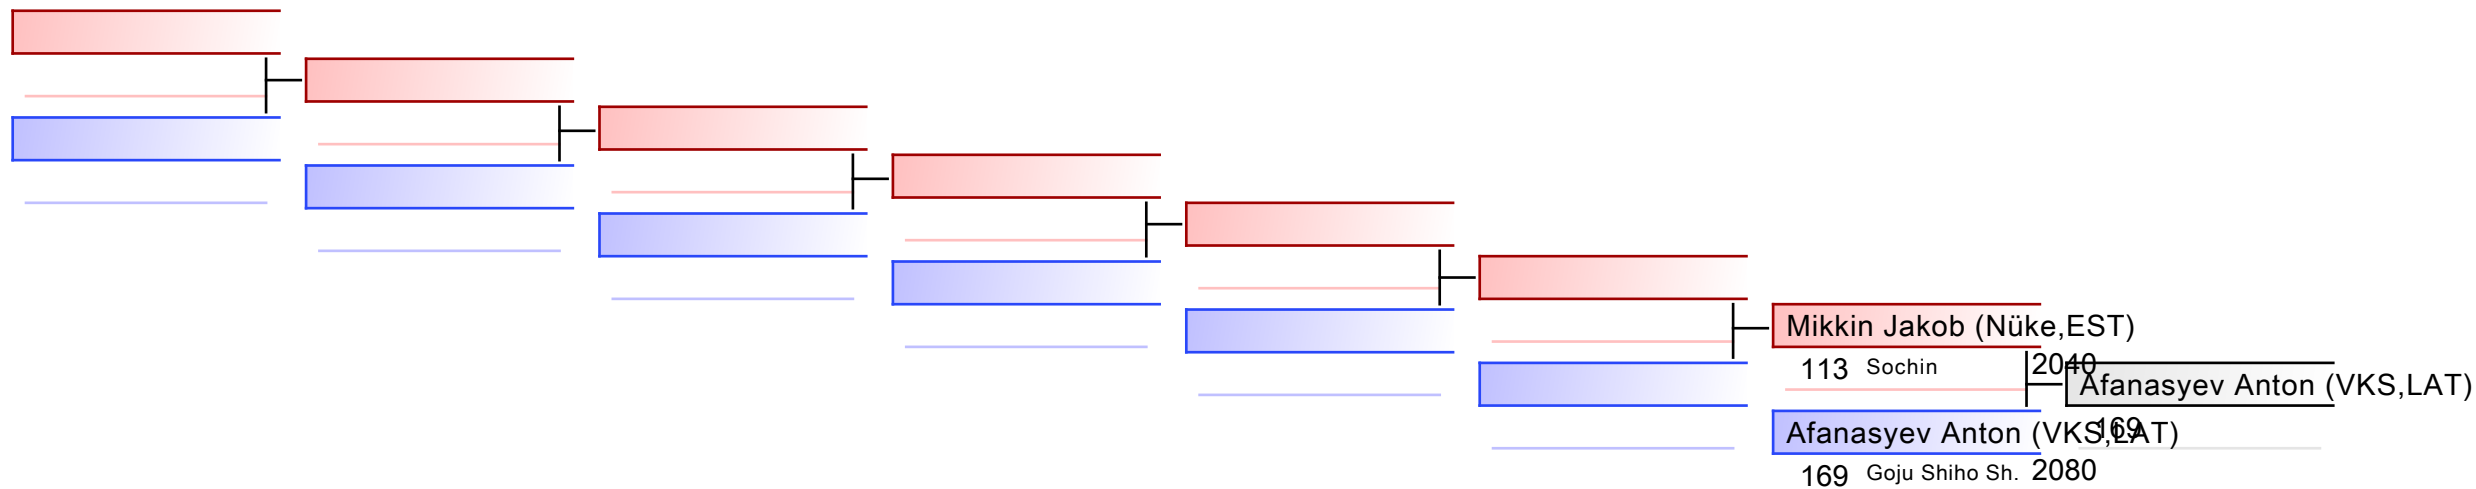 Mikkin Jakob (Nüke,EST)
113 Sochin 2040
Afanasyev Anton (VKS,LAT)
169
Afanasyev Anton (VKS,LAT)
169 Goju Shiho Sh. 2080